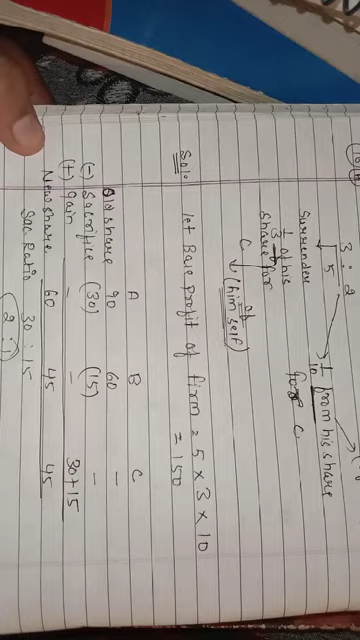 3 : 2
Surrender
5
1/3 of his
share for
C
1/10 from his share
for C
(him self)
Sol: let Base profit of firm = 5 x 3 x 10
= 150
A B C
Old share 90 60 -
(-) Sacrifice (30) (15) -
(+) gain - - 30+15
New share 60 45 45
Sac Ratio 30 : 15
2 : 1